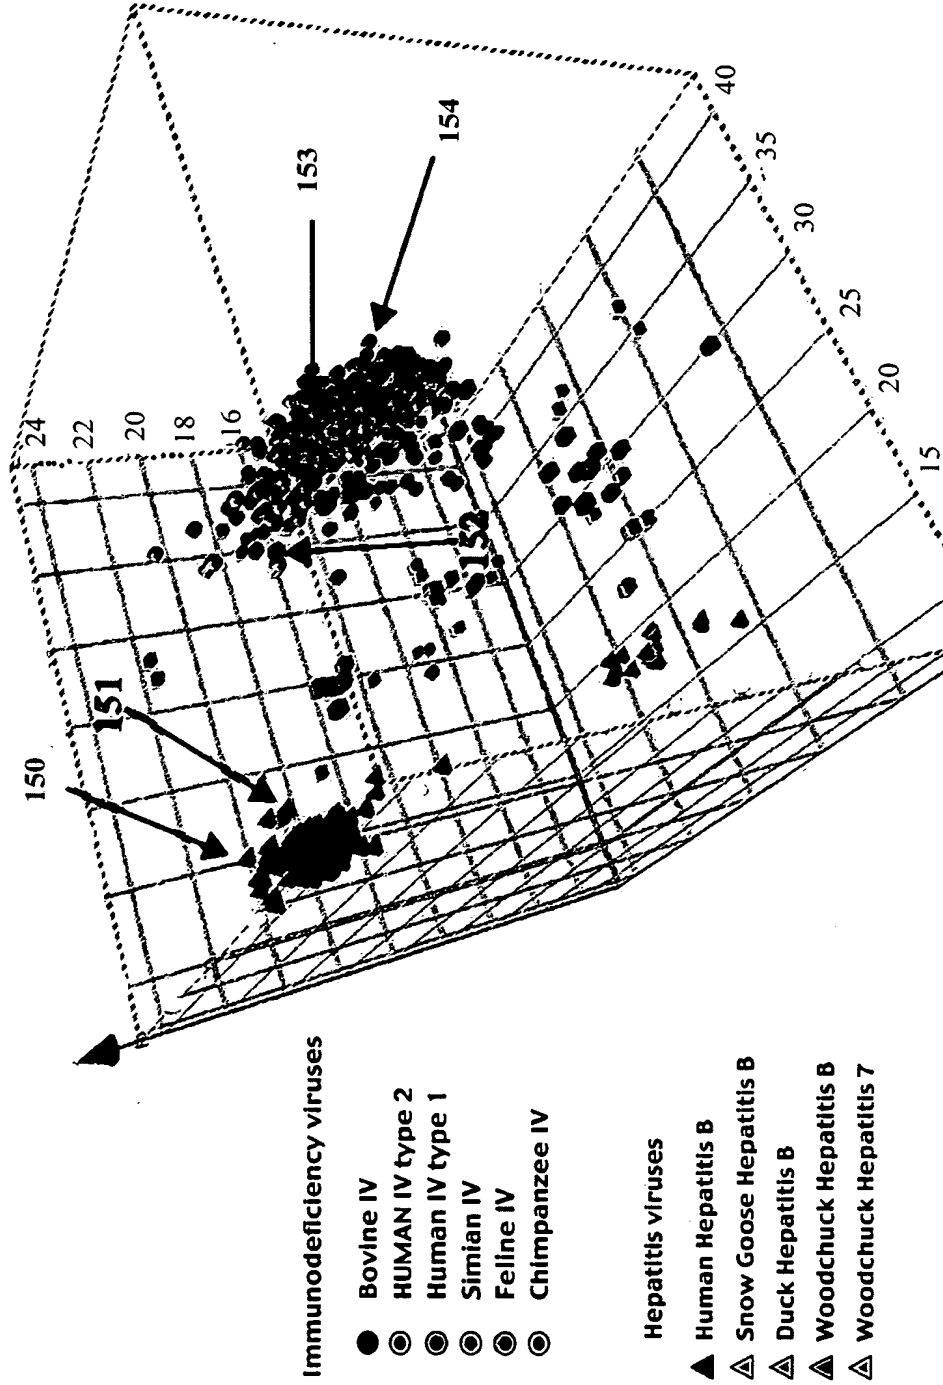 150
151
152
153
154
24
22
20
18
16
40
35
30
25
20
15
Immunodeficiency viruses
Bovine IV
HUMAN IV type 2
Human IV type 1
Simian IV
Feline IV
Chimpanzee IV
Hepatitis viruses
Human Hepatitis B
Snow Goose Hepatitis B
Duck Hepatitis B
Woodchuck Hepatitis B
Woodchuck Hepatitis 7